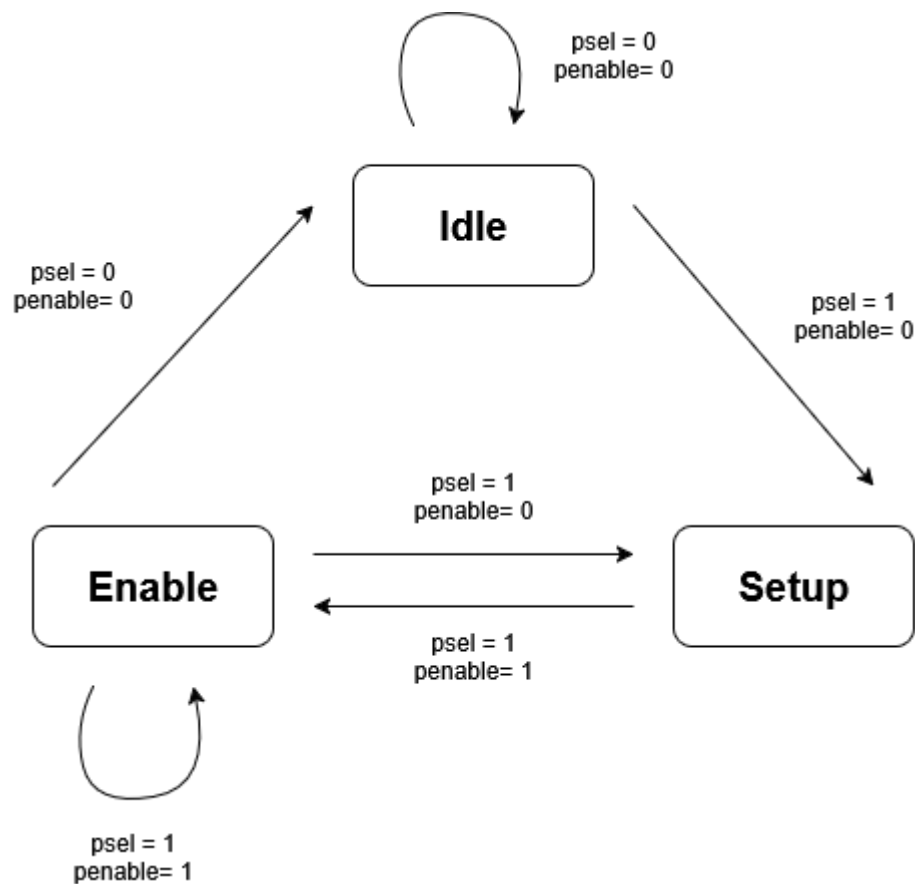 psel = 0
penable= 0
Idle
psel = 0
penable= 0
psel = 1
penable= 0
psel = 1
penable= 0
Enable
Setup
psel = 1
penable= 1
psel = 1
penable= 1